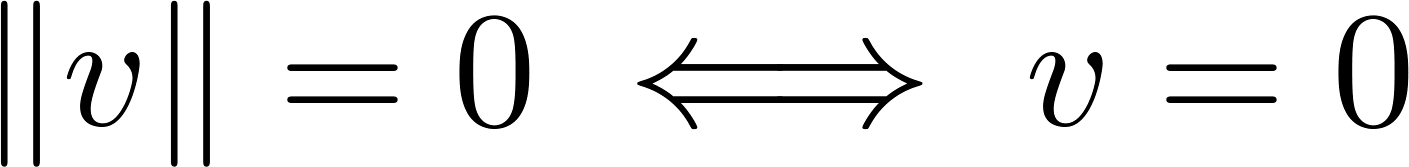 ‖v‖ = 0 ⟺ v = 0